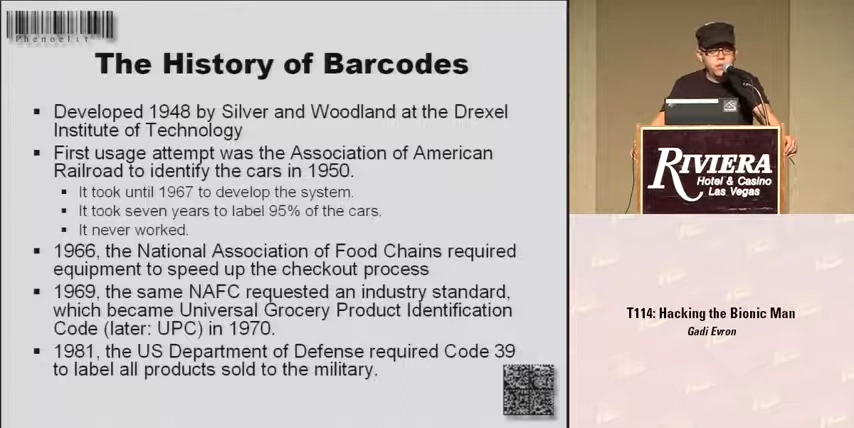 Phenoelit
The History of Barcodes
▪ Developed 1948 by Silver and Woodland at the Drexel
Institute of Technology
▪ First usage attempt was the Association of American
Railroad to identify the cars in 1950.
▪ It took until 1967 to develop the system.
▪ It took seven years to label 95% of the cars.
▪ It never worked.
▪ 1966, the National Association of Food Chains required
equipment to speed up the checkout process
▪ 1969, the same NAFC requested an industry standard,
which became Universal Grocery Product Identification
Code (later: UPC) in 1970.
▪ 1981, the US Department of Defense required Code 39
to label all products sold to the military.
RIVIERA
Hotel & Casino
Las Vegas
T114: Hacking the Bionic Man
Gadi Evron